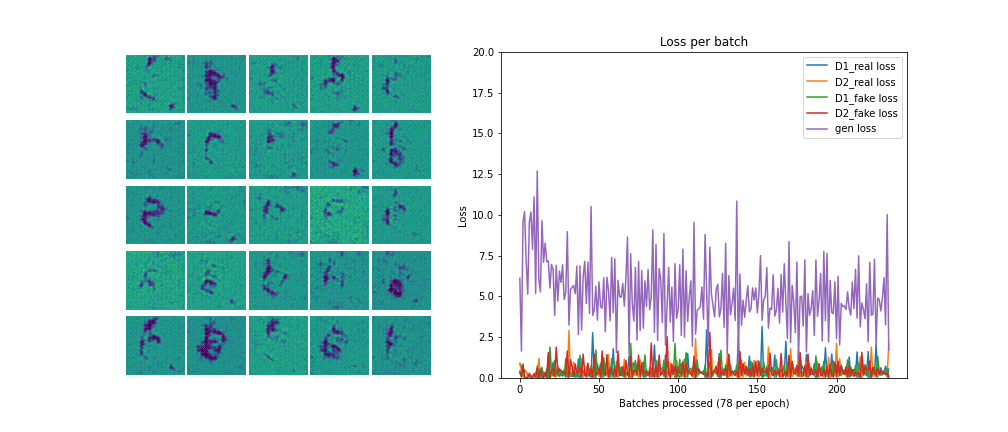 Loss per batch
20.0
17.5
15.0
12.5
10.0
7.5
5.0
2.5
0.0
Loss
D1_real loss
D2_real loss
D1_fake loss
D2_fake loss
gen loss
0 50 100 150 200
Batches processed (78 per epoch)